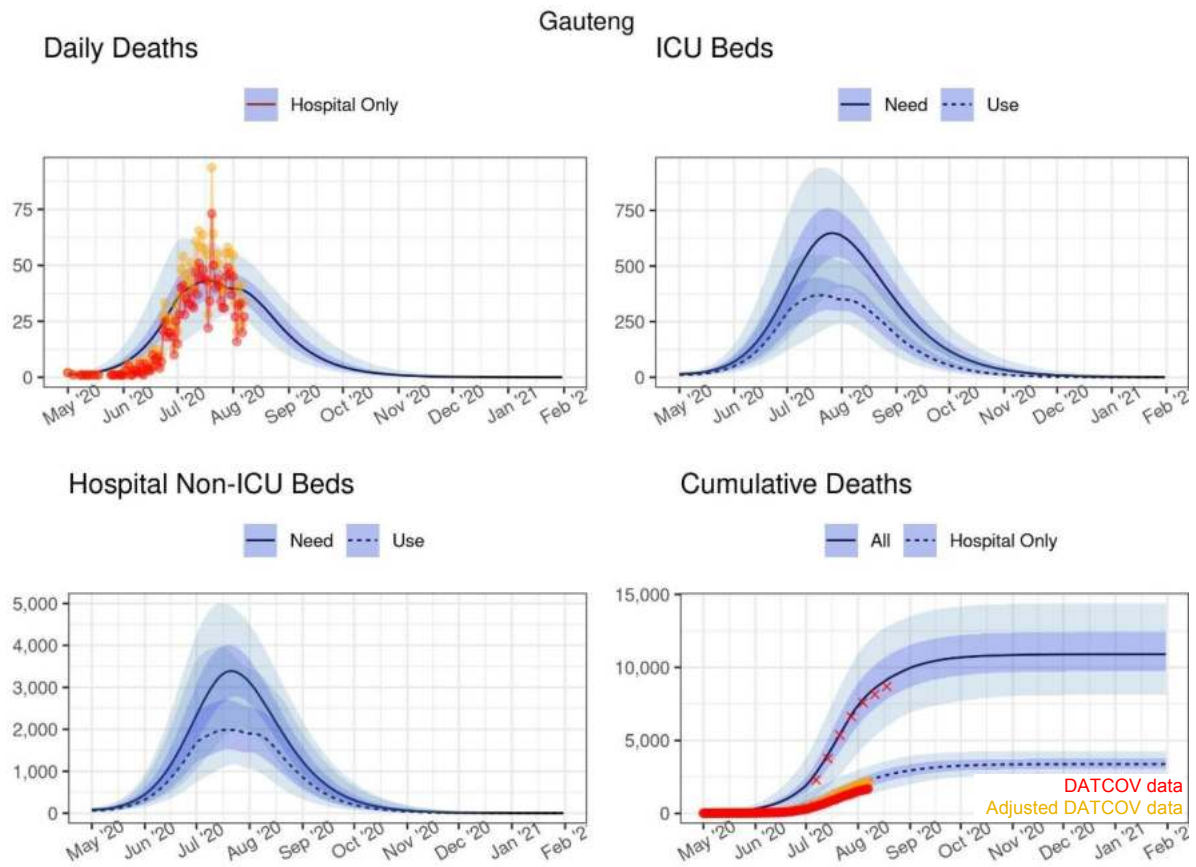 Gauteng
Daily Deaths
Hospital Only
75
50
25
0
May '20 Jun '20 Jul '20 Aug '20 Sep '20 Oct '20 Nov '20 Dec '20 Jan '21 Feb '2
ICU Beds
Need Use
750
500
250
0
May '20 Jun '20 Jul '20 Aug '20 Sep '20 Oct '20 Nov '20 Dec '20 Jan '21 Feb '2
Hospital Non-ICU Beds
Need Use
5,000
4,000
3,000
2,000
1,000
0
May '20 Jun '20 Jul '20 Aug '20 Sep '20 Oct '20 Nov '20 Dec '20 Jan '21 Feb '2
Cumulative Deaths
All Hospital Only
15,000
10,000
5,000
0
DATCOV data
Adjusted DATCOV data
May '20 Jun '20 Jul '20 Aug '20 Sep '20 Oct '20 Nov '20 Dec '20 Jan '21 Feb '2